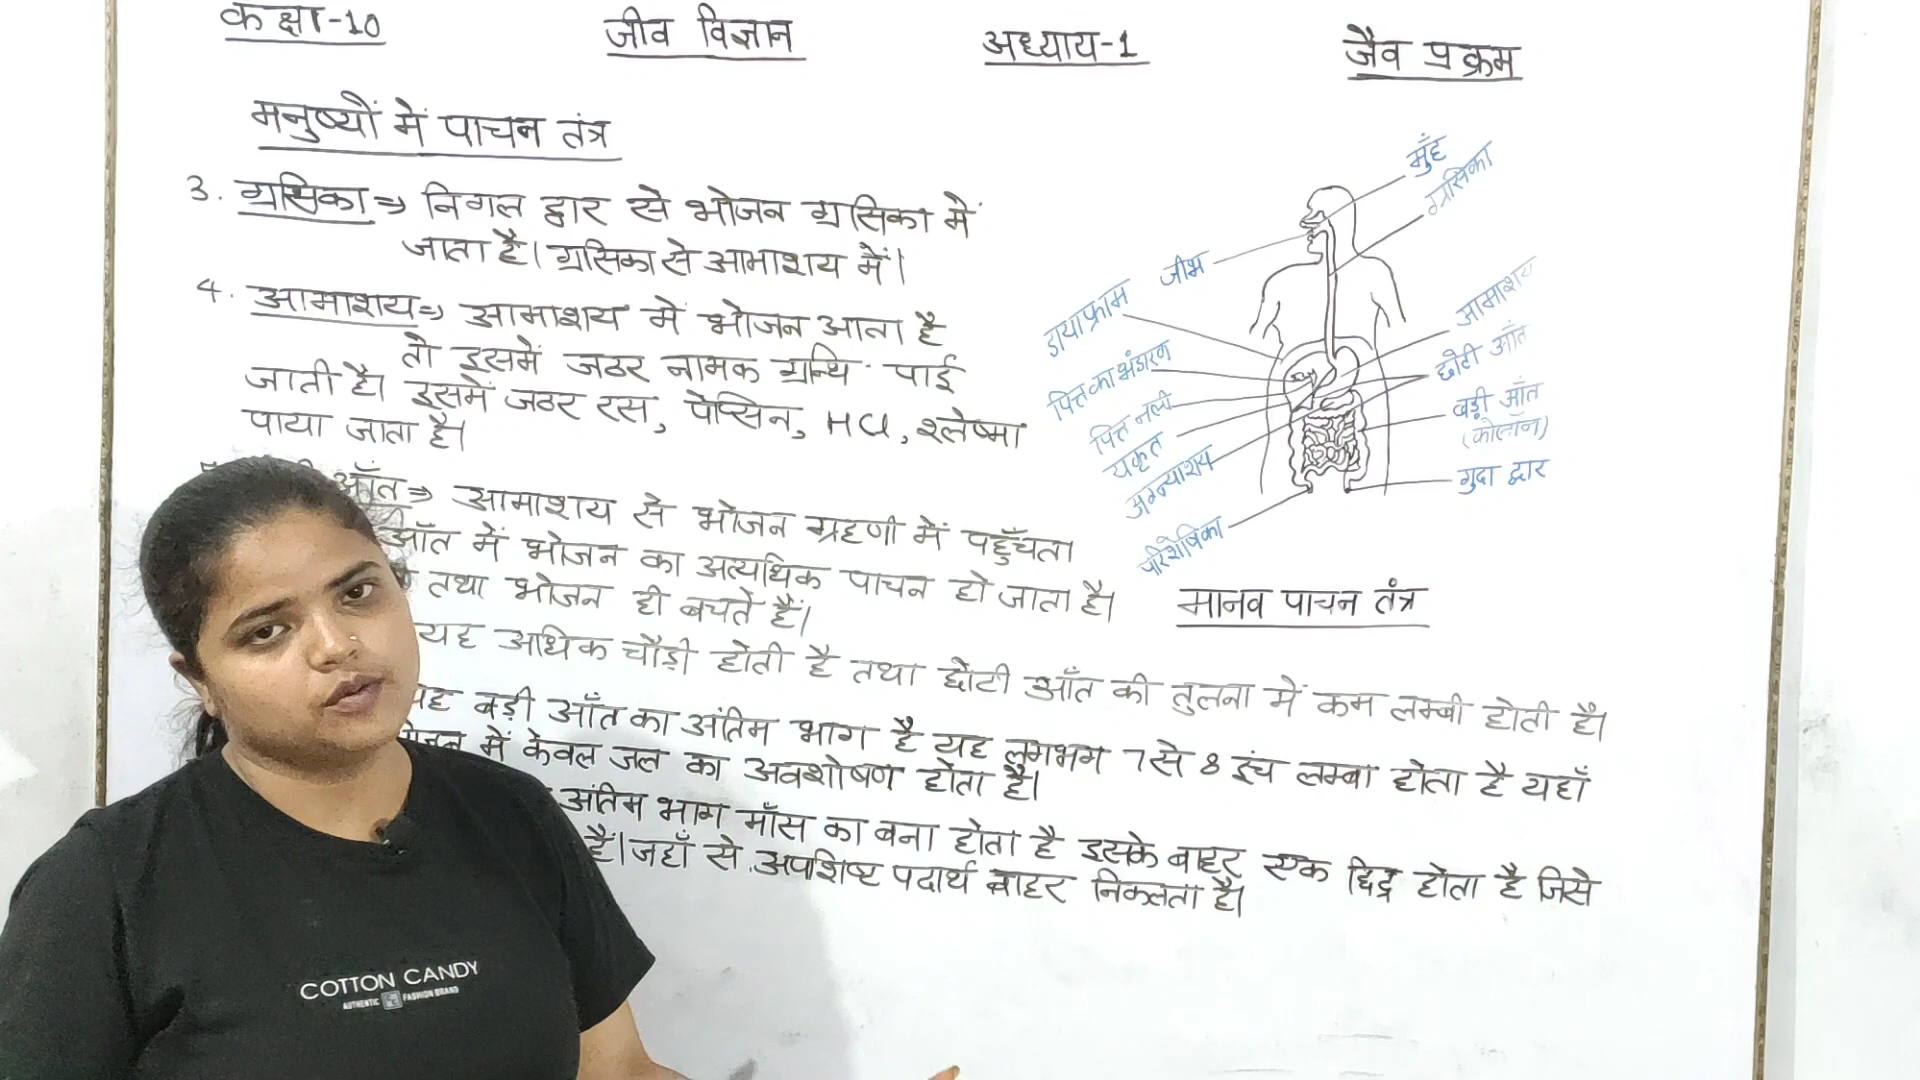 कक्षा-10 जीव विज्ञान अध्याय-1 जैव प्रक्रम
मनुष्यों में पाचन तंत्र
3. ग्रसिका⇒ निगल द्वार से भोजन ग्रसिका में
जाता है। ग्रसिका से आमाशय में।
4. आमाशय⇒ आमाशय में भोजन आता है
तो इसमें जठर नामक ग्रन्थि पाई
जाती है। इसमें जठर रस, पेप्सिन, HCl, श्लेष्मा
पाया जाता है।
आँत⇒ आमाशय से भोजन ग्रहणी में पहुँचता
आँत में भोजन का अत्यधिक पाचन हो जाता है।
तथा भोजन ही बचते हैं।
यह अधिक चौड़ी होती है तथा छोटी आँत की तुलना में कम लम्बी होती है।
यह बड़ी आँत का अंतिम भाग है यह लगभग 7 से 8 इंच लम्बा होता है यहाँ
भोजन में केवल जल का अवशोषण होता है।
अंतिम भाग माँस का बना होता है इसके बाहर एक छिद्र होता है जिसे
हैं। जहाँ से अपशिष्ट पदार्थ बाहर निकलता है।
मुँह
ग्रसिका
जीभ
डायाफ्राम
आमाशय
छोटी आँत
पित्त का भंडारण
बड़ी आँत
(कोलॉन)
पित्त नली
यकृत
अग्न्याशय
गुदा द्वार
परिशेषिका
मानव पाचन तंत्र
COTTON CANDY
AUTHENTIC FASHION BRAND